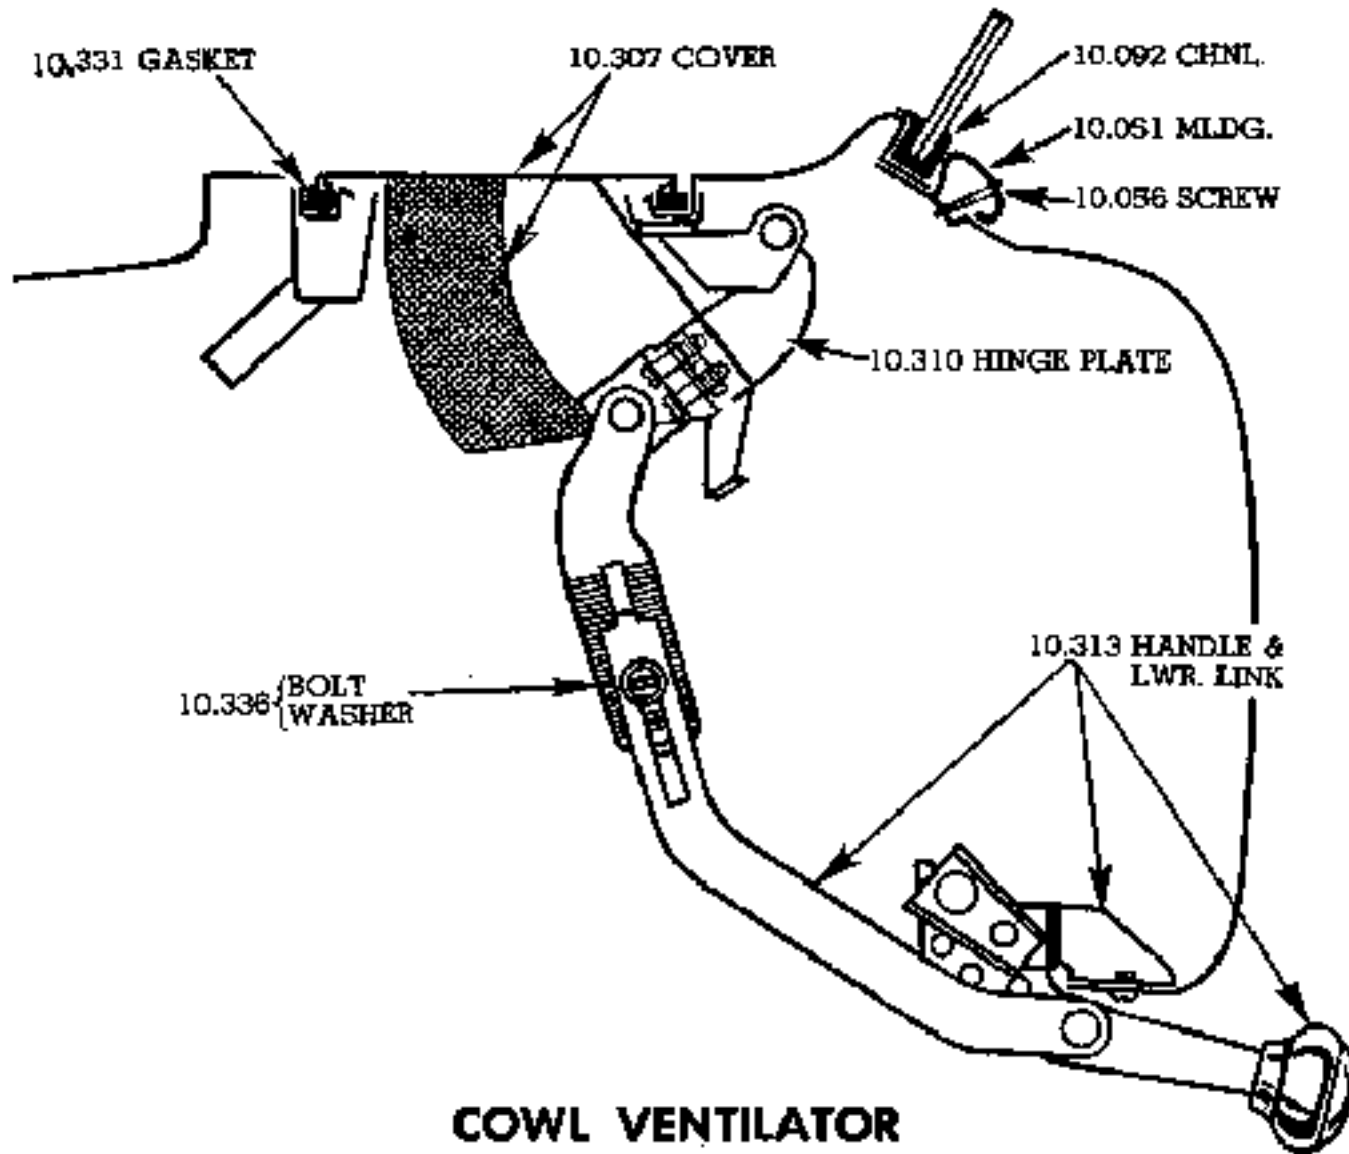 10.331 GASKET
10.307 COVER
10.092 CHNL.
10.051 MLDG.
10.056 SCREW
10.310 HINGE PLATE
10.313 HANDLE &
LWR. LINK
10.336 { BOLT
WASHER
COWL VENTILATOR